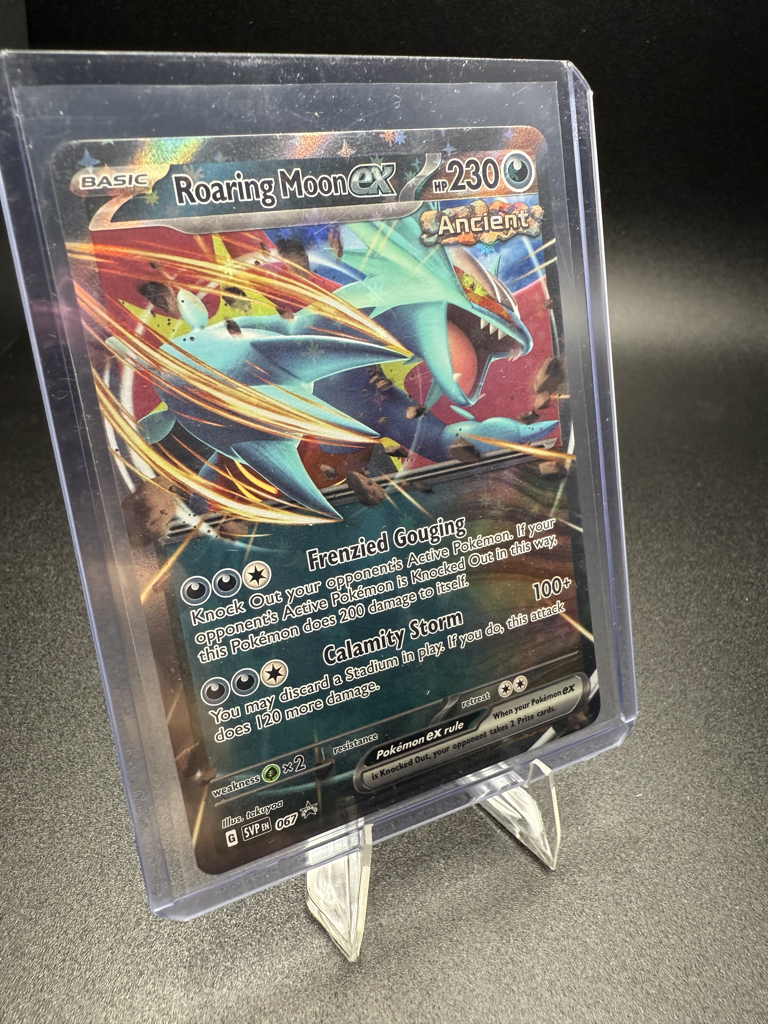 BASIC Roaring Moon ex HP 230
Ancient
Frenzied Gouging
Knock Out your opponent's Active Pokémon. If your
opponent's Active Pokémon is Knocked Out in this way,
this Pokémon does 200 damage to itself.
Calamity Storm 100+
You may discard a Stadium in play. If you do, this attack
does 120 more damage.
weakness ×2 resistance retreat
Pokémon ex rule When your Pokémon ex
is Knocked Out, your opponent takes 2 Prize cards.
Illus. takuyoa
G SVP EN 067